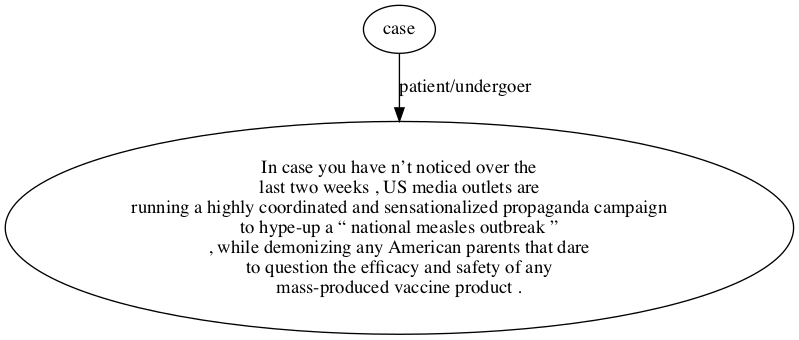 case
patient/undergoer
In case you have n’t noticed over the
last two weeks , US media outlets are
running a highly coordinated and sensationalized propaganda campaign
to hype-up a “ national measles outbreak ”
, while demonizing any American parents that dare
to question the efficacy and safety of any
mass-produced vaccine product .